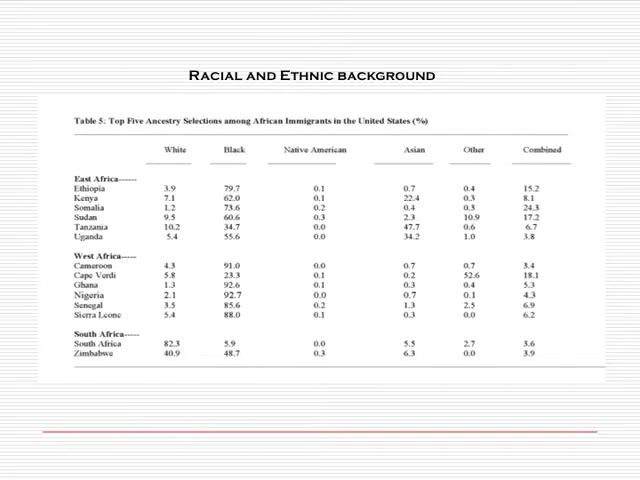 Racial and Ethnic background
Table 5: Top Five Ancestry Selections among African Immigrants in the United States (%)
White Black Native American Asian Other Combined
East Africa------
Ethiopia 3.9 79.7 0.1 0.7 0.4 15.2
Kenya 7.1 62.0 0.1 22.4 0.3 8.1
Somalia 1.2 73.6 0.2 0.4 0.3 24.3
Sudan 9.5 60.6 0.3 2.3 10.9 17.2
Tanzania 10.2 34.7 0.0 47.7 0.6 6.7
Uganda 5.4 55.6 0.0 34.2 1.0 3.8
West Africa-----
Cameroon 4.3 91.0 0.0 0.7 0.7 3.4
Cape Verdi 5.8 23.3 0.1 0.2 52.6 18.1
Ghana 1.3 92.6 0.1 0.3 0.4 5.3
Nigeria 2.1 92.7 0.0 0.7 0.1 4.3
Senegal 3.5 85.6 0.2 1.3 2.5 6.9
Sierra Leone 5.4 88.0 0.1 0.3 0.0 6.2
South Africa-----
South Africa 82.3 5.9 0.0 5.5 2.7 3.6
Zimbabwe 40.9 48.7 0.3 6.3 0.0 3.9